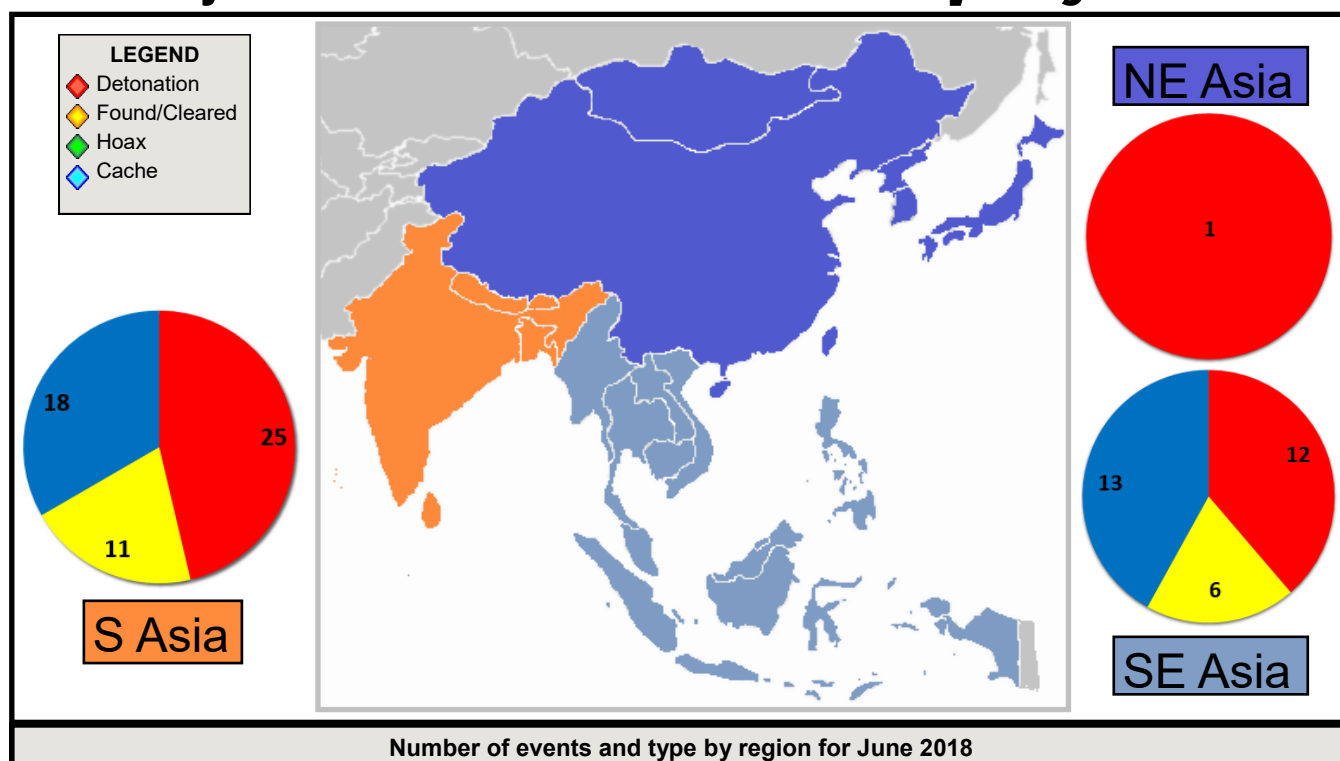 LEGEND
Detonation
Found/Cleared
Hoax
Cache
NE Asia
1
18
25
11
S Asia
13
12
6
SE Asia
Number of events and type by region for June 2018